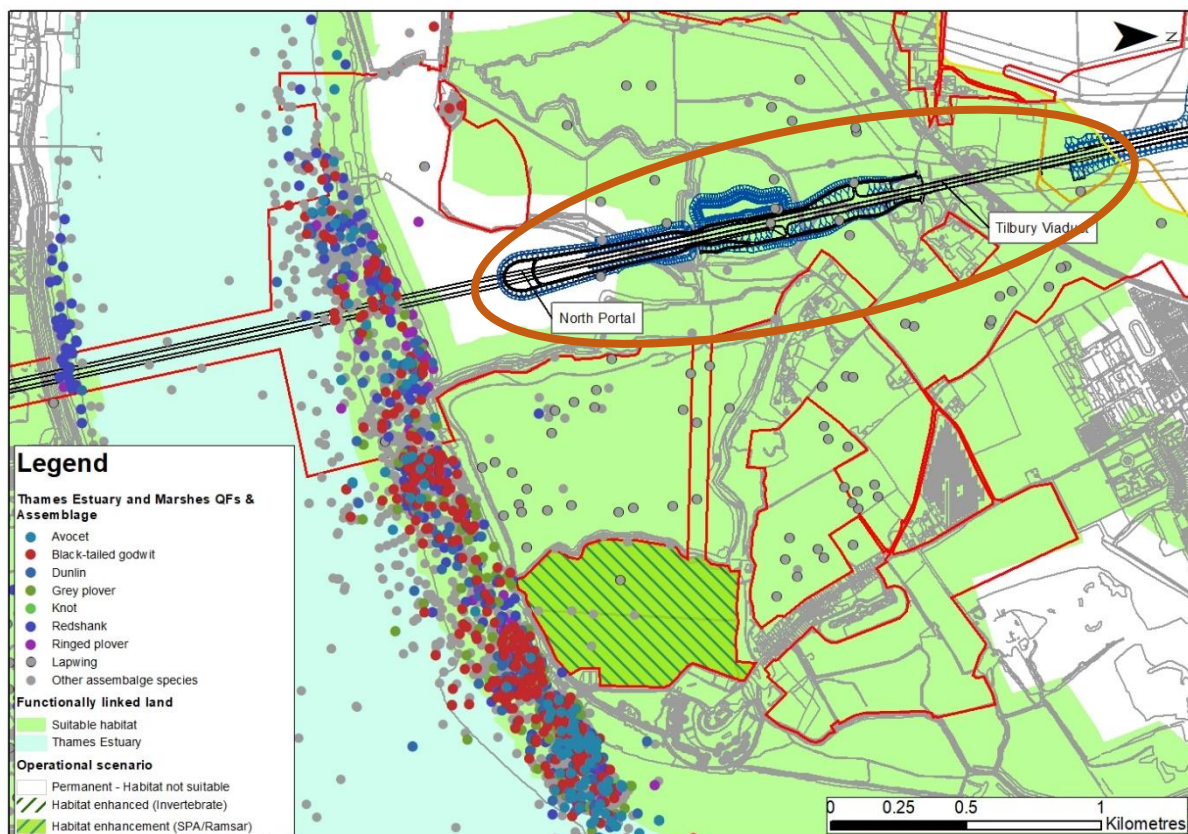 N
Tilbury Viaduct
North Portal
Legend
Thames Estuary and Marshes QFs &
Assemblage
Avocet
Black-tailed godwit
Dunlin
Grey plover
Knot
Redshank
Ringed plover
Lapwing
Other assembalge species
Functionally linked land
Suitable habitat
Thames Estuary
Operational scenario
Permanent - Habitat not suitable
Habitat enhanced (Invertebrate)
Habitat enhancement (SPA/Ramsar)
0 0.25 0.5 1
Kilometres